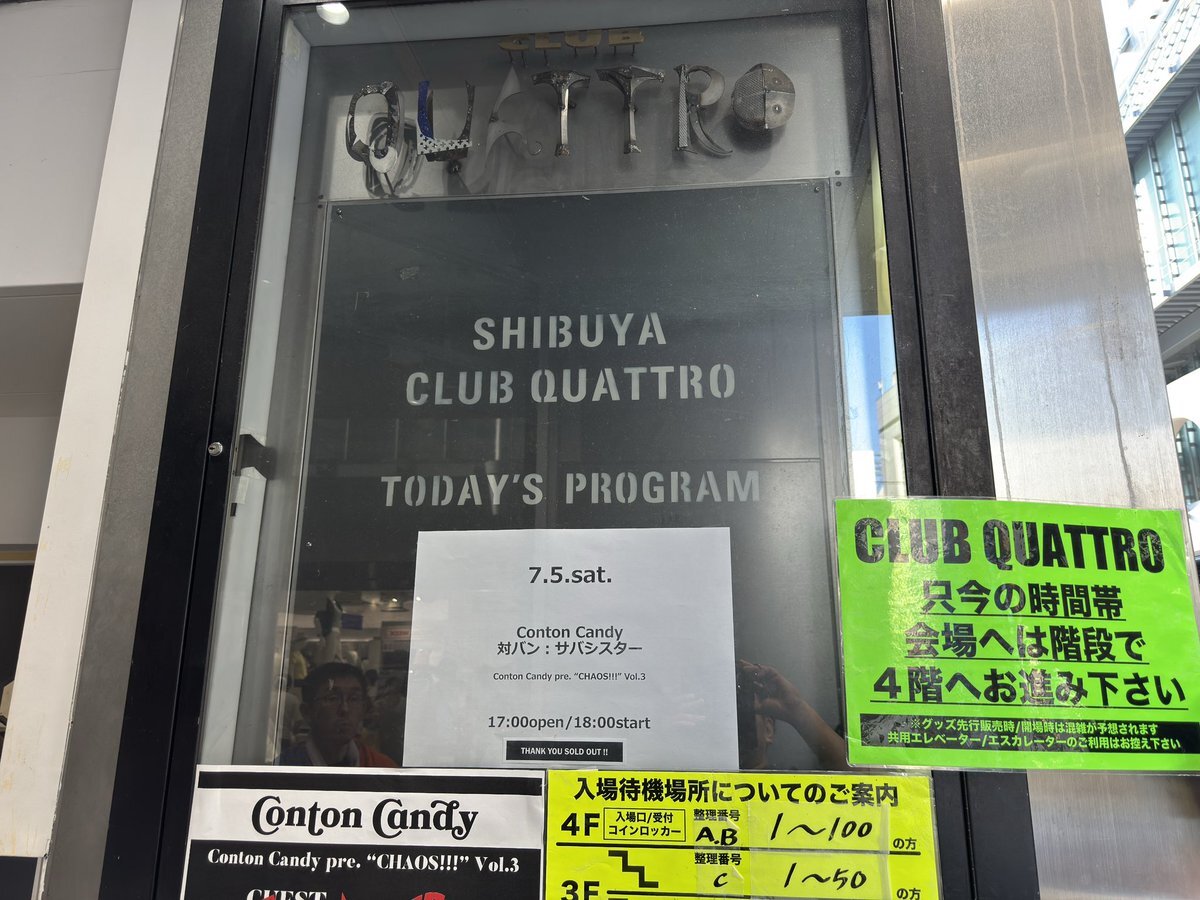 CLUB
QUATTRO
SHIBUYA
CLUB QUATTRO
TODAY'S PROGRAM
7.5.sat.
Conton Candy
対バン：サバシスター
Conton Candy pre. “CHAOS!!!” Vol.3
17:00open/18:00start
THANK YOU SOLD OUT !!
CLUB QUATTRO
只今の時間帯
会場へは階段で
４階へお進み下さい
※グッズ先行販売時/開場時は混雑が予想されます
共用エレベーター/エスカレーターのご利用はお控え下さい
Conton Candy
Conton Candy pre. “CHAOS!!!” Vol.3
GUEST
入場待機場所についてのご案内
4F 入場口/受付 コインロッカー 整理番号 A.B 1〜100 の方
3F 整理番号 C 1〜50 の方